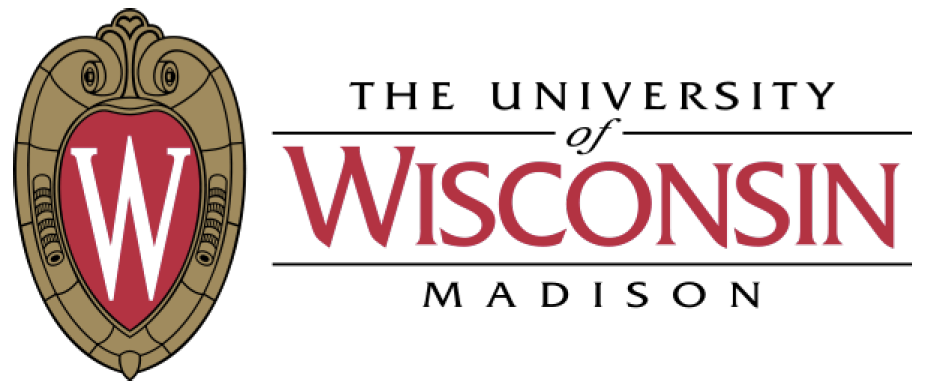 W
THE UNIVERSITY
of
WISCONSIN
MADISON